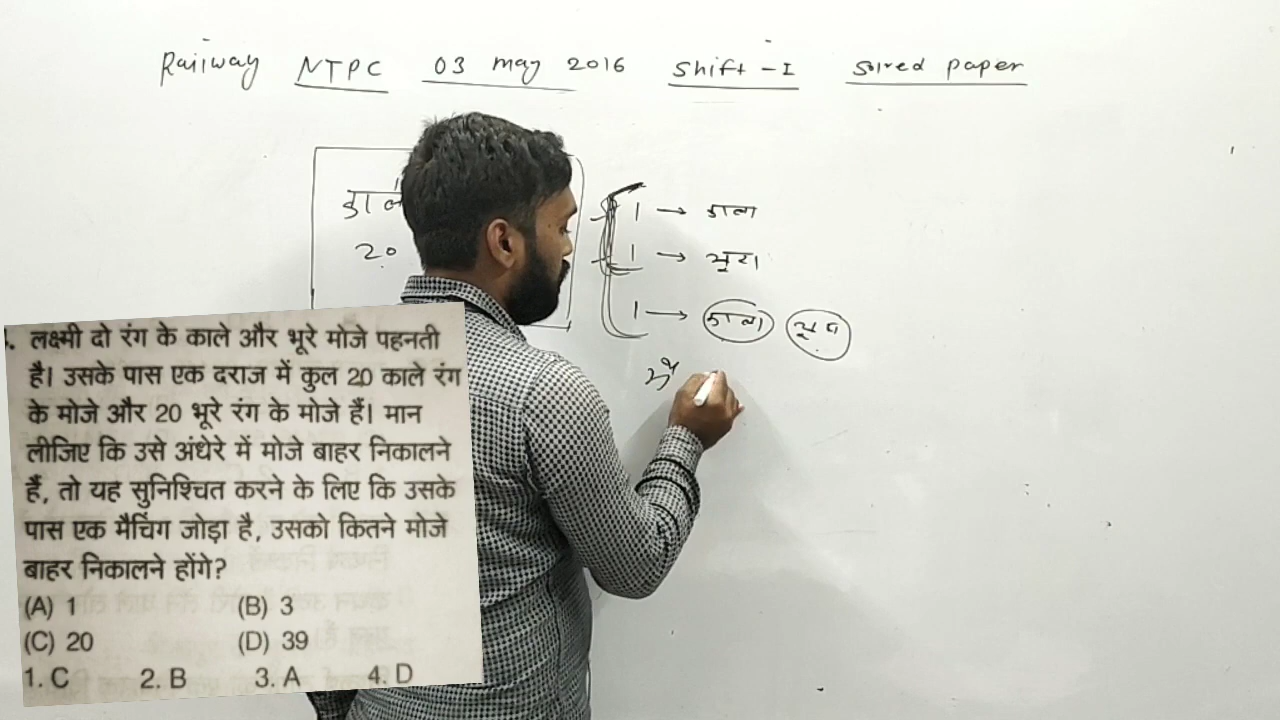 Railway NTPC 03 may 2016 Shift-I Solved paper
20
1 → काला
1 → भूरा
1 → काला भूरा
लक्ष्मी दो रंग के काले और भूरे मोजे पहनती
है। उसके पास एक दराज में कुल 20 काले रंग
के मोजे और 20 भूरे रंग के मोजे हैं। मान
लीजिए कि उसे अंधेरे में मोजे बाहर निकालने
हैं, तो यह सुनिश्चित करने के लिए कि उसके
पास एक मैचिंग जोड़ा है, उसको कितने मोजे
बाहर निकालने होंगे?
(A) 1 (B) 3
(C) 20 (D) 39
1. C 2. B 3. A 4. D